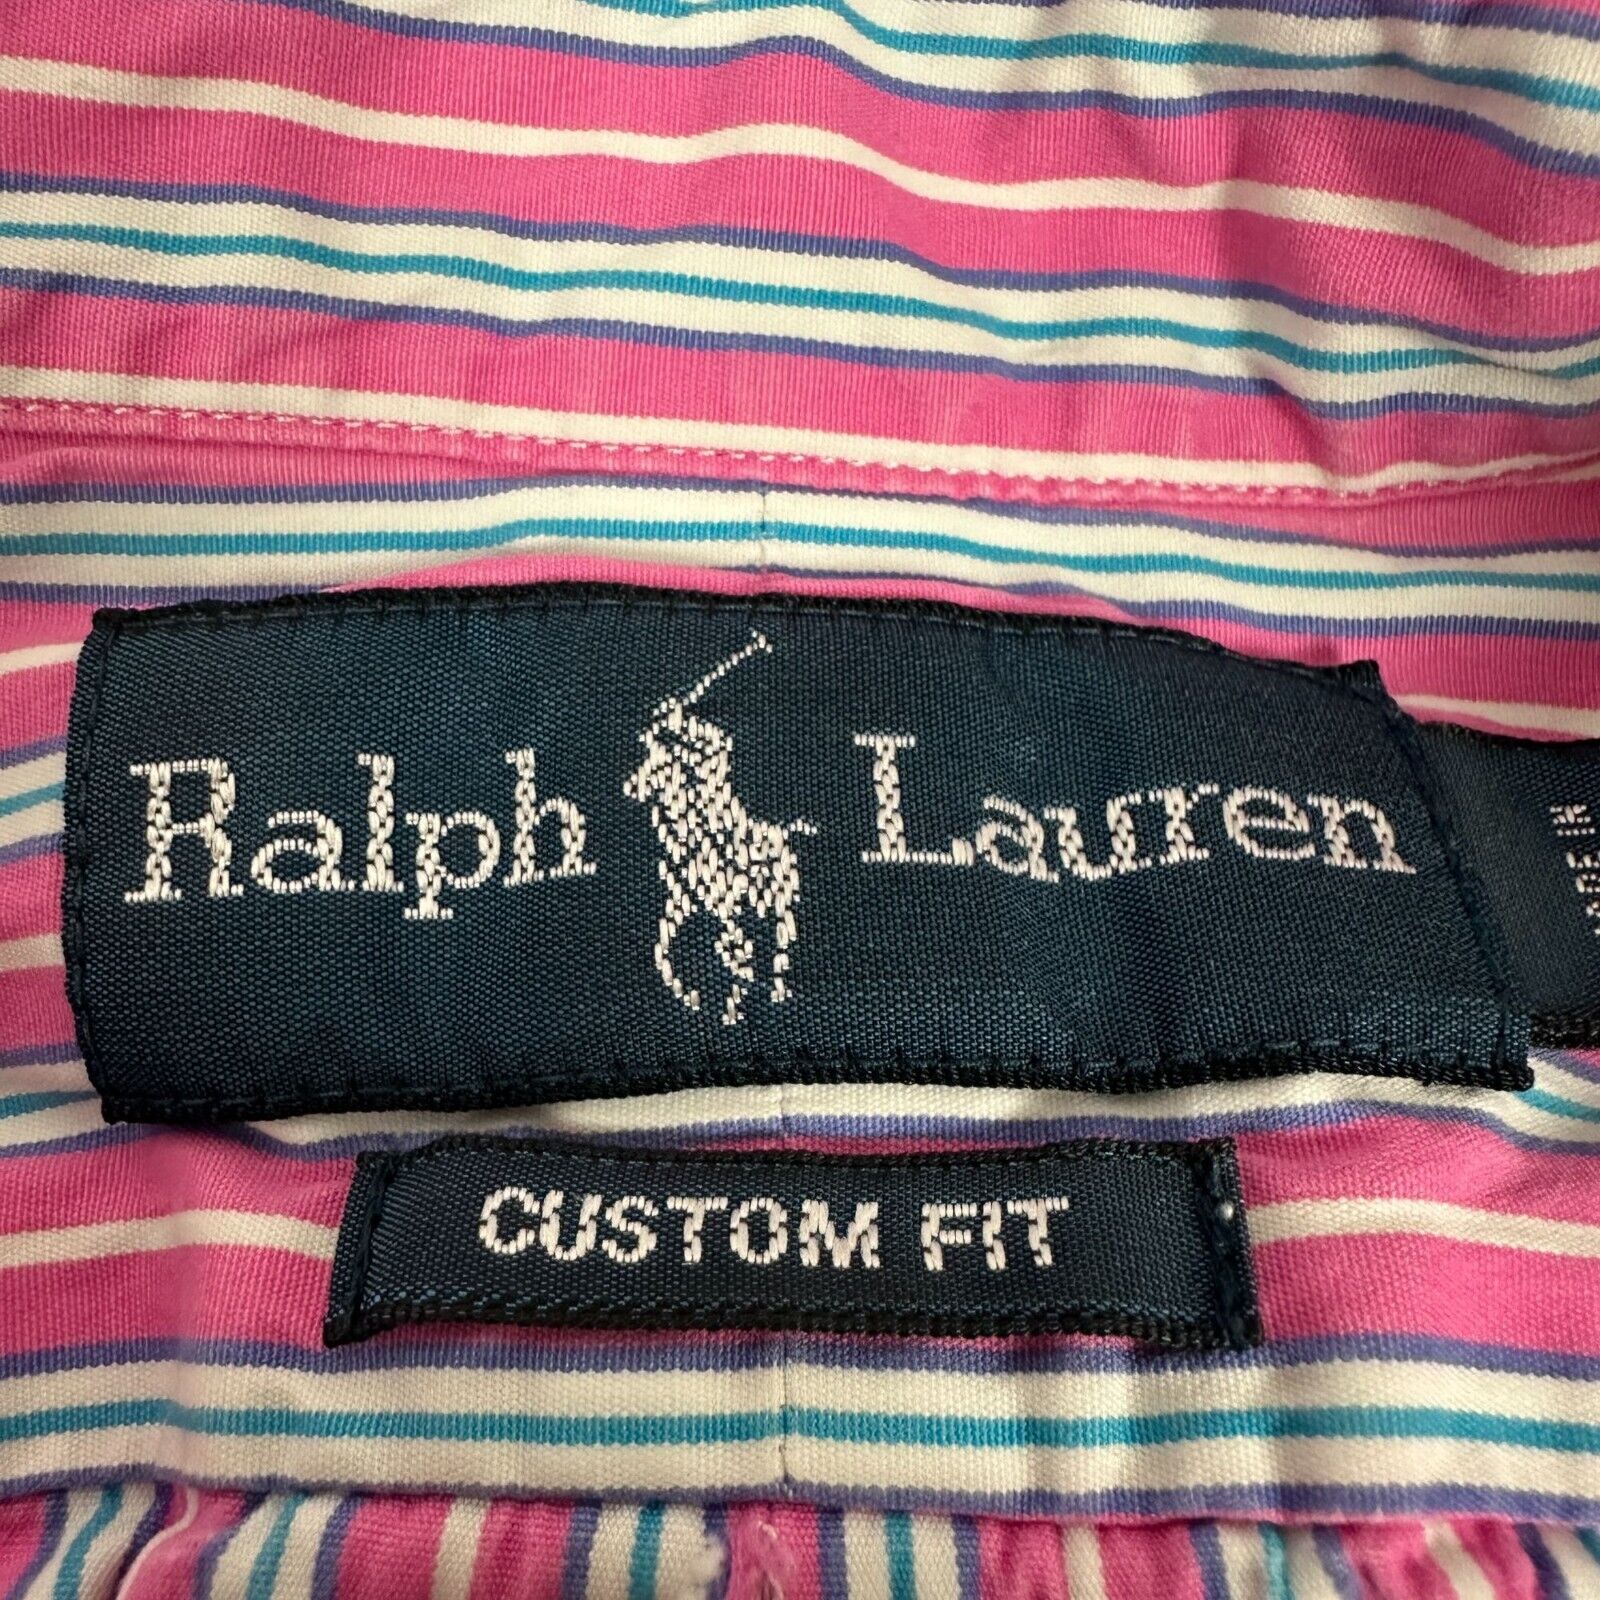 Ralph Lauren
CUSTOM FIT